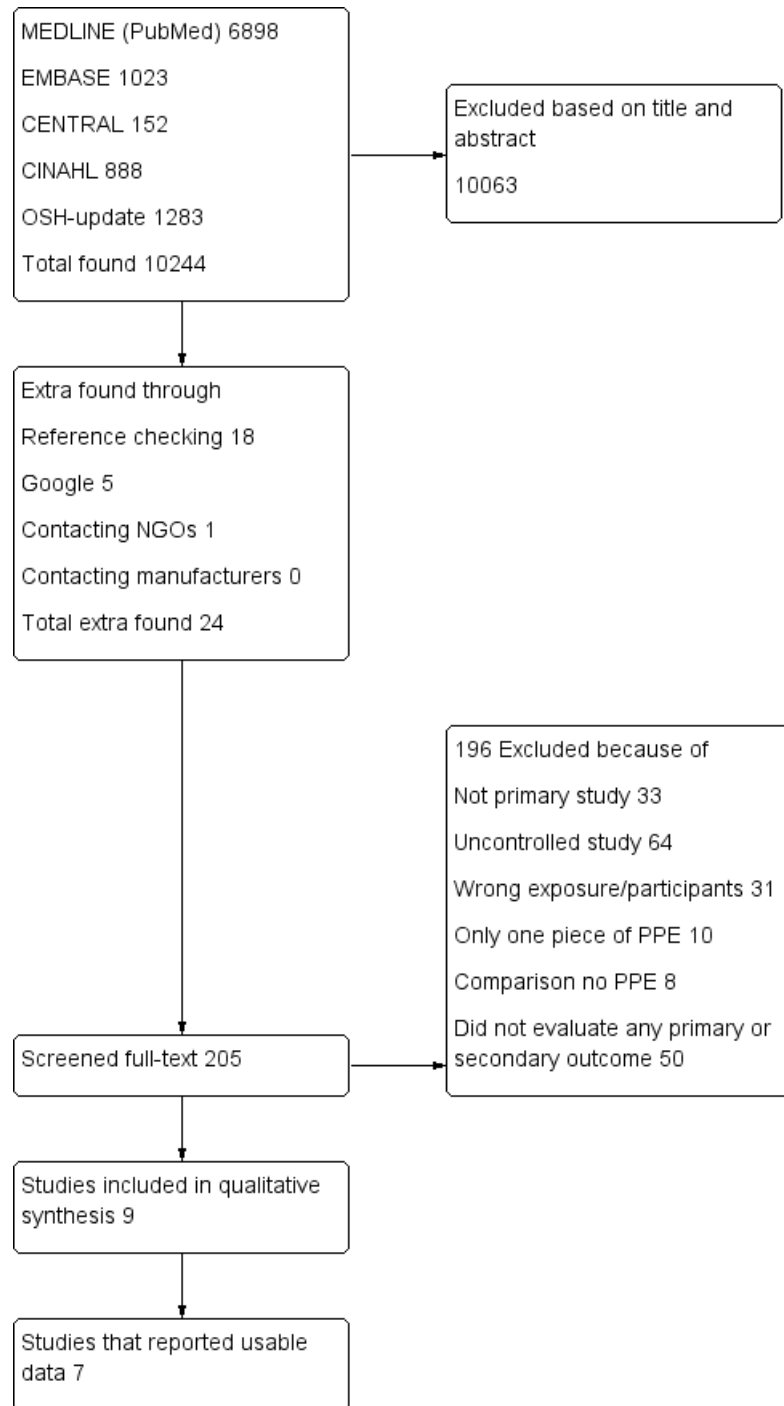 MEDLINE (PubMed) 6898
EMBASE 1023
CENTRAL 152
CINAHL 888
OSH-update 1283
Total found 10244
Excluded based on title and
abstract
10063
Extra found through
Reference checking 18
Google 5
Contacting NGOs 1
Contacting manufacturers 0
Total extra found 24
196 Excluded because of
Not primary study 33
Uncontrolled study 64
Wrong exposure/participants 31
Only one piece of PPE 10
Comparison no PPE 8
Did not evaluate any primary or
secondary outcome 50
Screened full-text 205
Studies included in qualitative
synthesis 9
Studies that reported usable
data 7